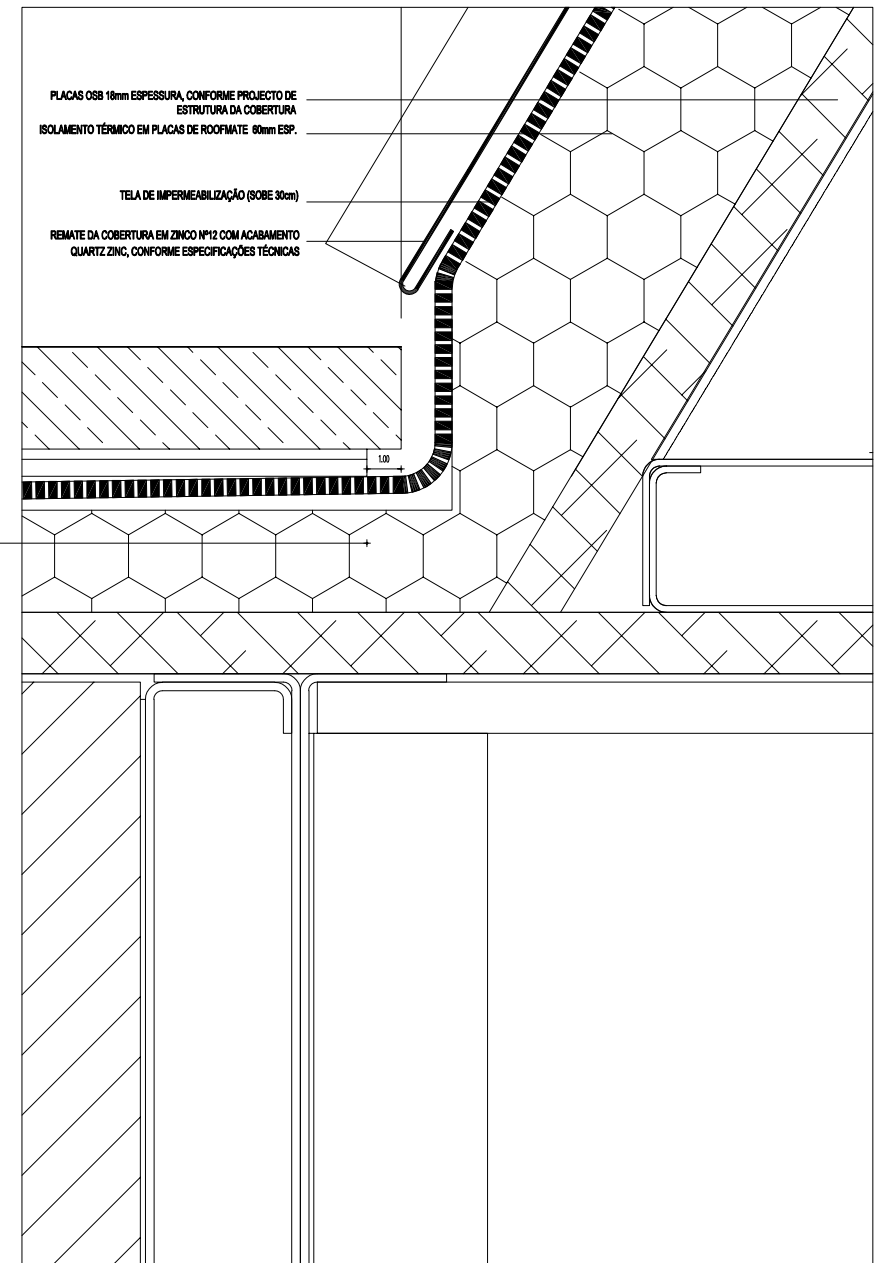 PLACAS OSB 18mm ESPESSURA, CONFORME PROJECTO DE
ESTRUTURA DA COBERTURA
ISOLAMENTO TÉRMICO EM PLACAS DE ROOFMATE 60mm ESP.
TELA DE IMPERMEABILIZAÇÃO (SOBE 30cm)
REMATE DA COBERTURA EM ZINCO Nº12 COM ACABAMENTO
QUARTZ ZINC, CONFORME ESPECIFICAÇÕES TÉCNICAS
1.00